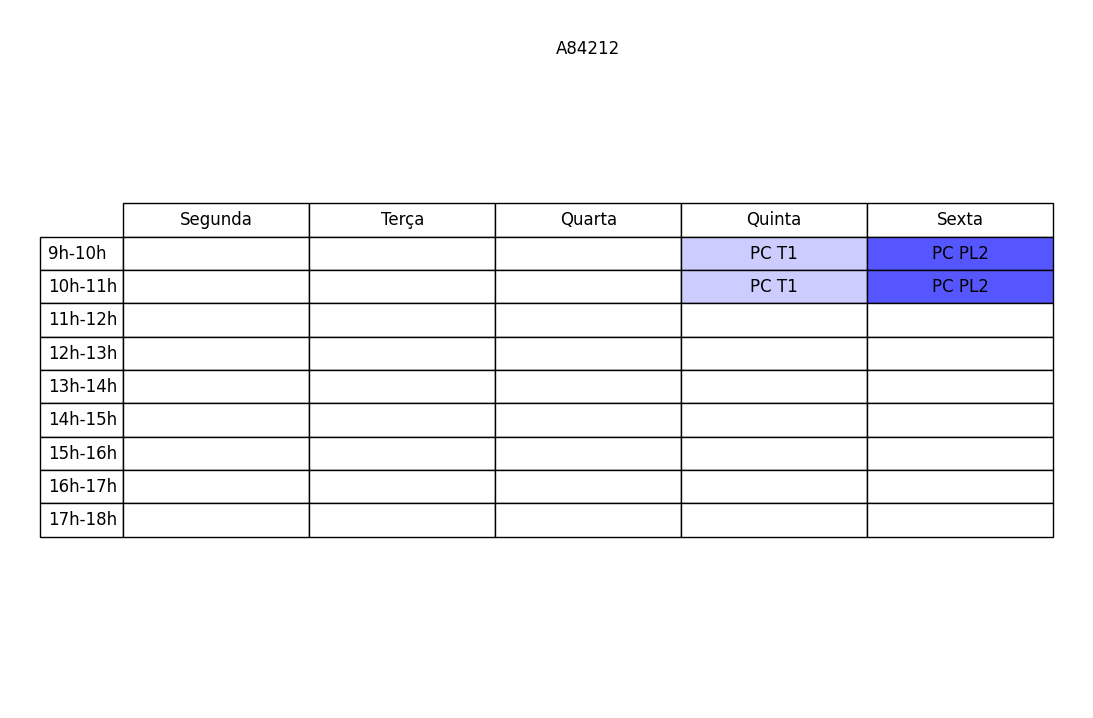 A84212
Segunda Terça Quarta Quinta Sexta
9h-10h PC T1 PC PL2
10h-11h PC T1 PC PL2
11h-12h
12h-13h
13h-14h
14h-15h
15h-16h
16h-17h
17h-18h